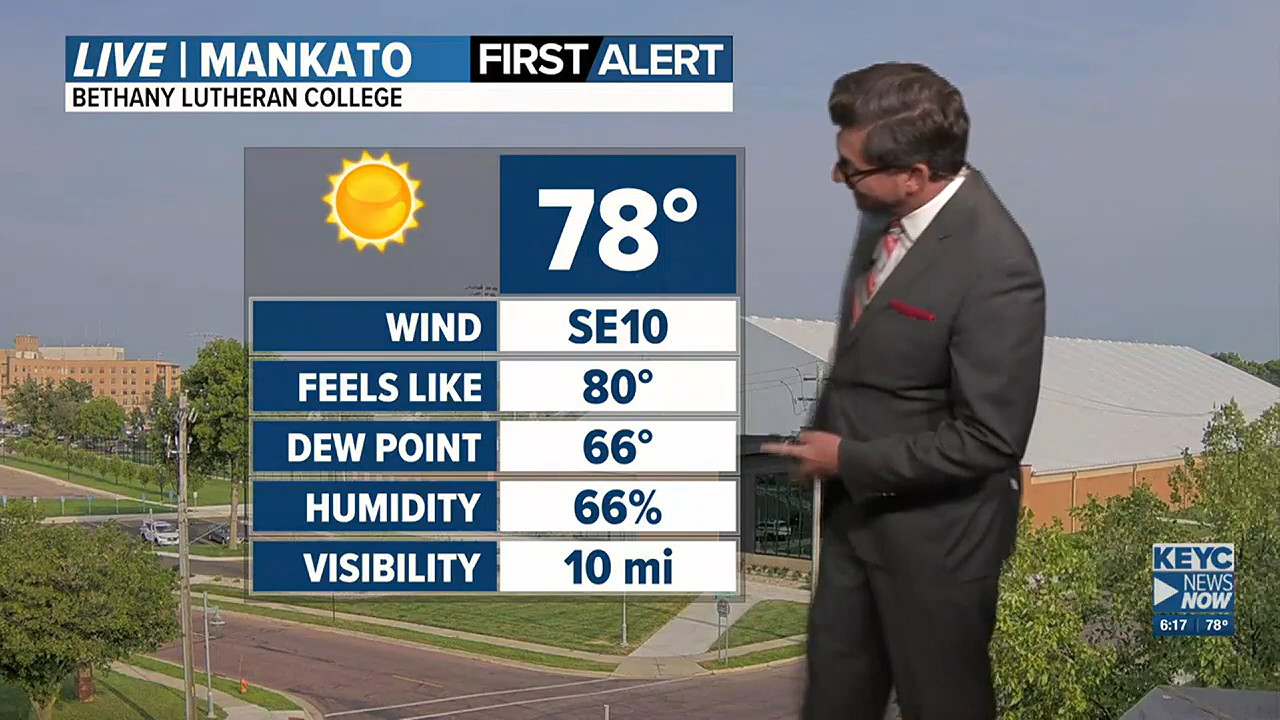 LIVE | MANKATO FIRST ALERT
BETHANY LUTHERAN COLLEGE
78°
WIND SE10
FEELS LIKE 80°
DEW POINT 66°
HUMIDITY 66%
VISIBILITY 10 mi
KEYC
NEWS
NOW
6:17 | 78°